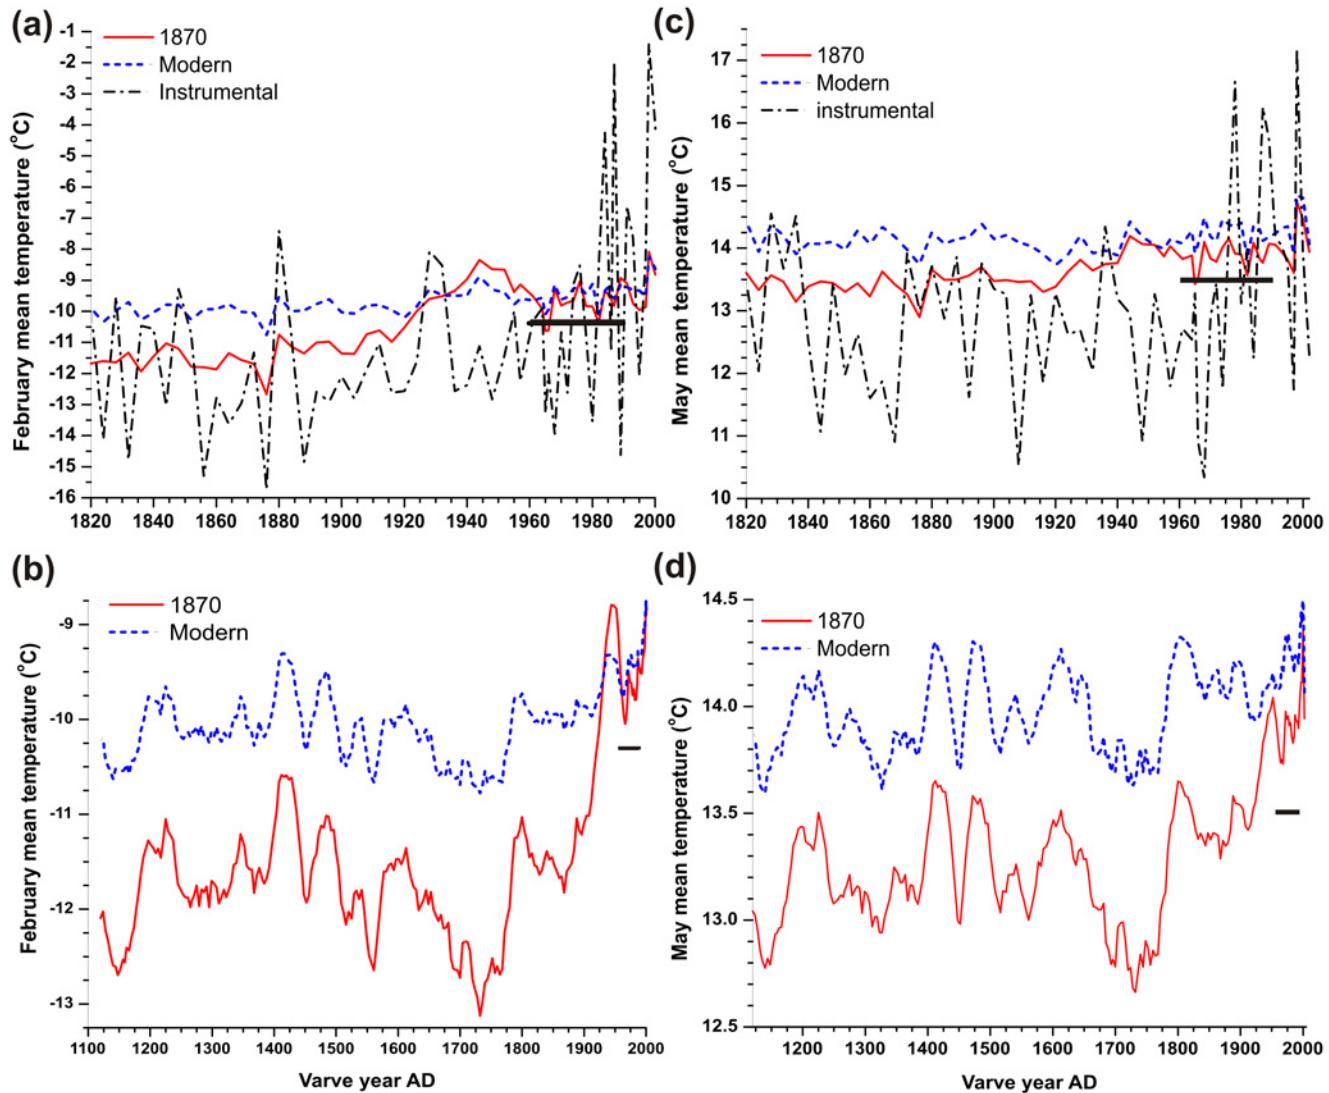 (a)
1870
Modern
Instrumental
February mean temperature (°C)
-1
-2
-3
-4
-5
-6
-7
-8
-9
-10
-11
-12
-13
-14
-15
-16
1820 1840 1860 1880 1900 1920 1940 1960 1980 2000
(c)
1870
Modern
instrumental
May mean temperature (°C)
17
16
15
14
13
12
11
10
1820 1840 1860 1880 1900 1920 1940 1960 1980 2000
(b)
1870
Modern
February mean temperature (°C)
-9
-10
-11
-12
-13
1100 1200 1300 1400 1500 1600 1700 1800 1900 2000
Varve year AD
(d)
1870
Modern
May mean temperature (°C)
14.5
14.0
13.5
13.0
12.5
1200 1300 1400 1500 1600 1700 1800 1900 2000
Varve year AD